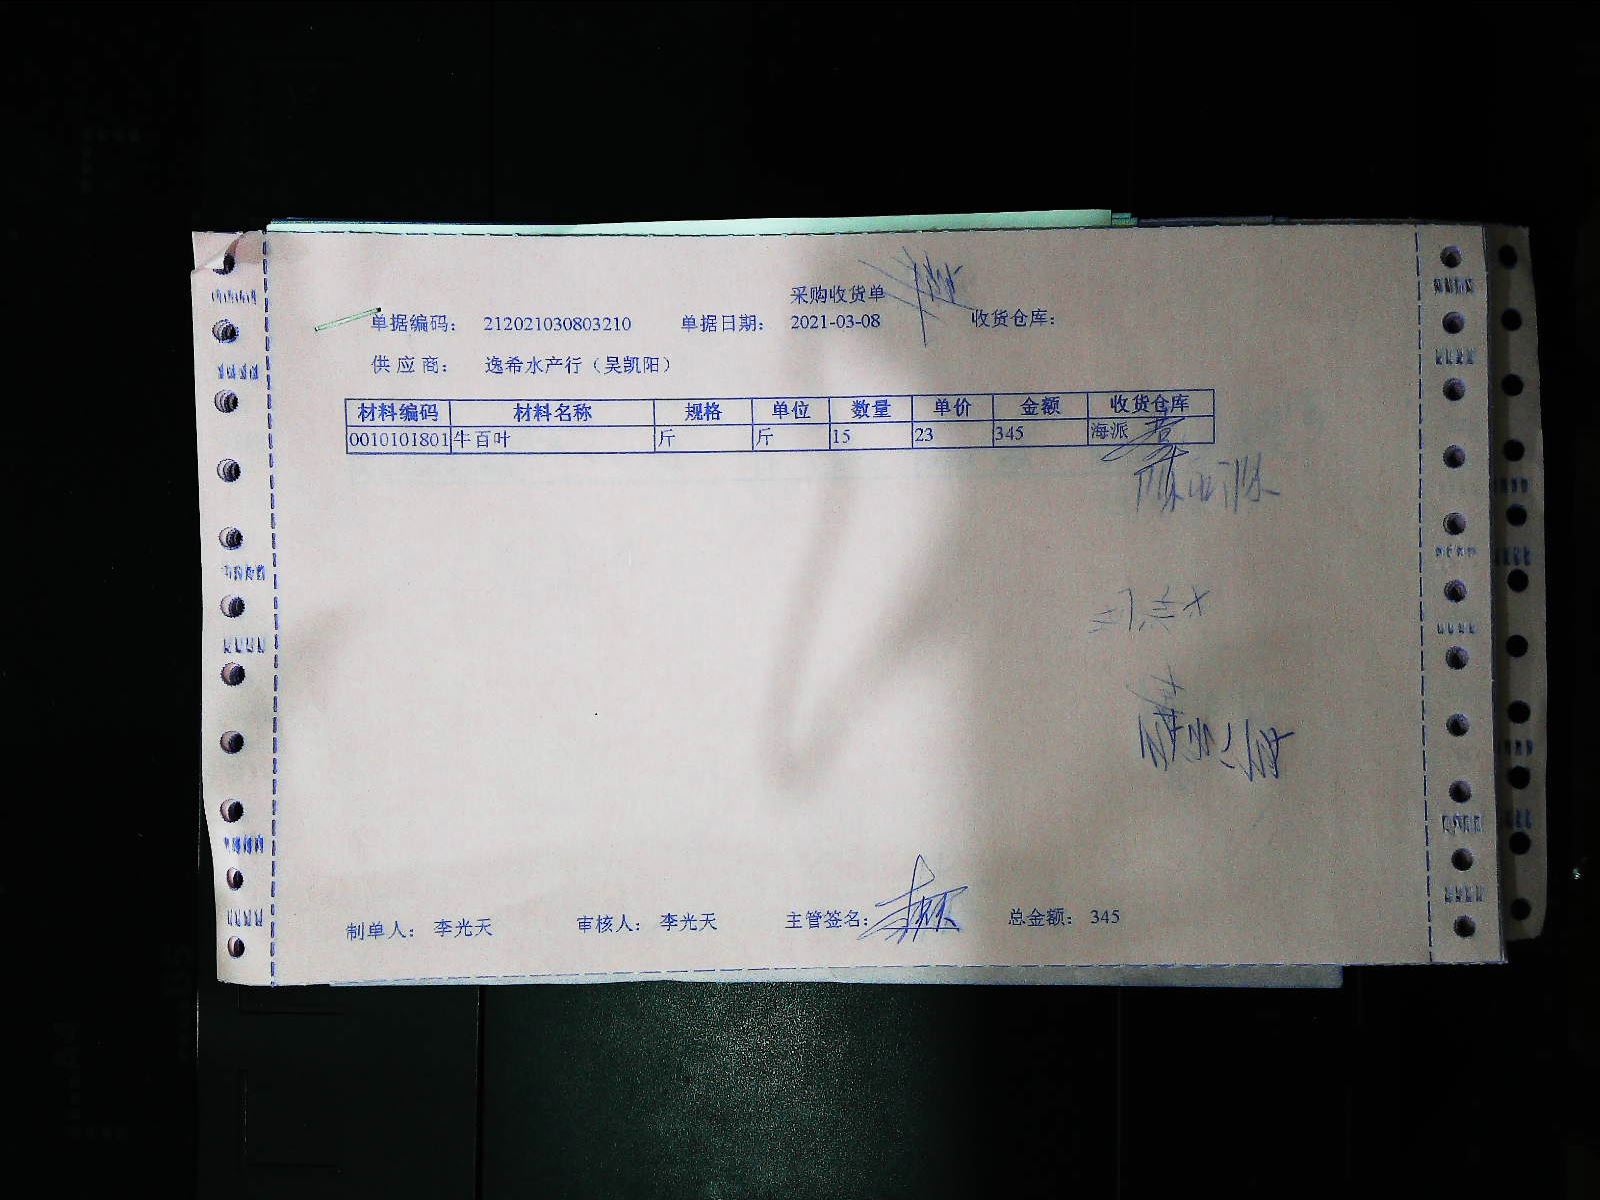 采购收货单
单据编码： 212021030803210 单据日期： 2021-03-08 收货仓库：
供 应 商： 逸希水产行（吴凯阳）
材料编码 材料名称 规格 单位 数量 单价 金额 收货仓库
0010101801 牛百叶 斤 斤 15 23 345 海派
制单人： 李光天 审核人： 李光天 主管签名： 总金额： 345